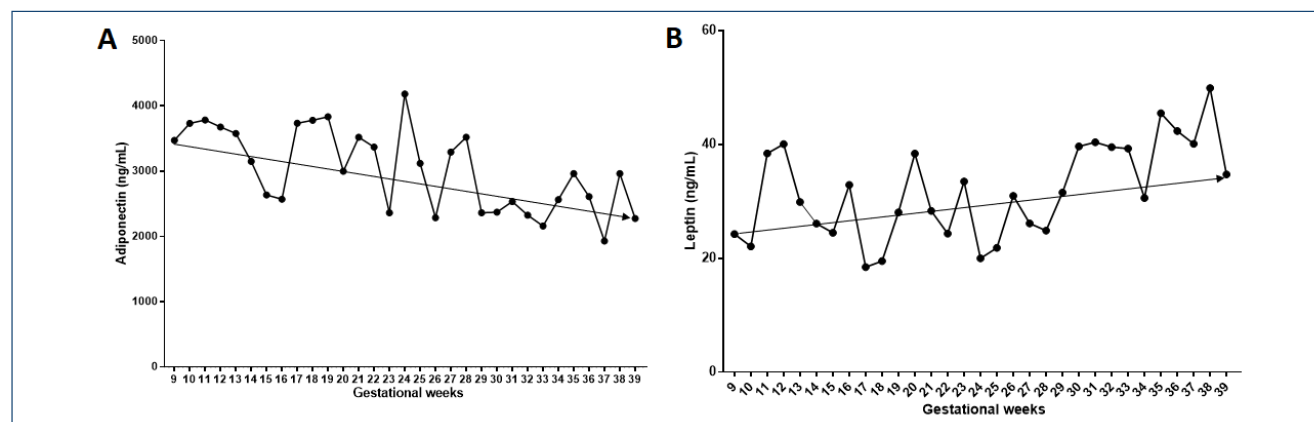 A
5000
4000
3000
2000
1000
0
Adiponectin (ng/mL)
9 10 11 12 13 14 15 16 17 18 19 20 21 22 23 24 25 26 27 28 29 30 31 32 33 34 35 36 37 38 39
Gestational weeks
B
60
40
20
0
Leptin (ng/mL)
9 10 11 12 13 14 15 16 17 18 19 20 21 22 23 24 25 26 27 28 29 30 31 32 33 34 35 36 37 38 39
Gestational weeks